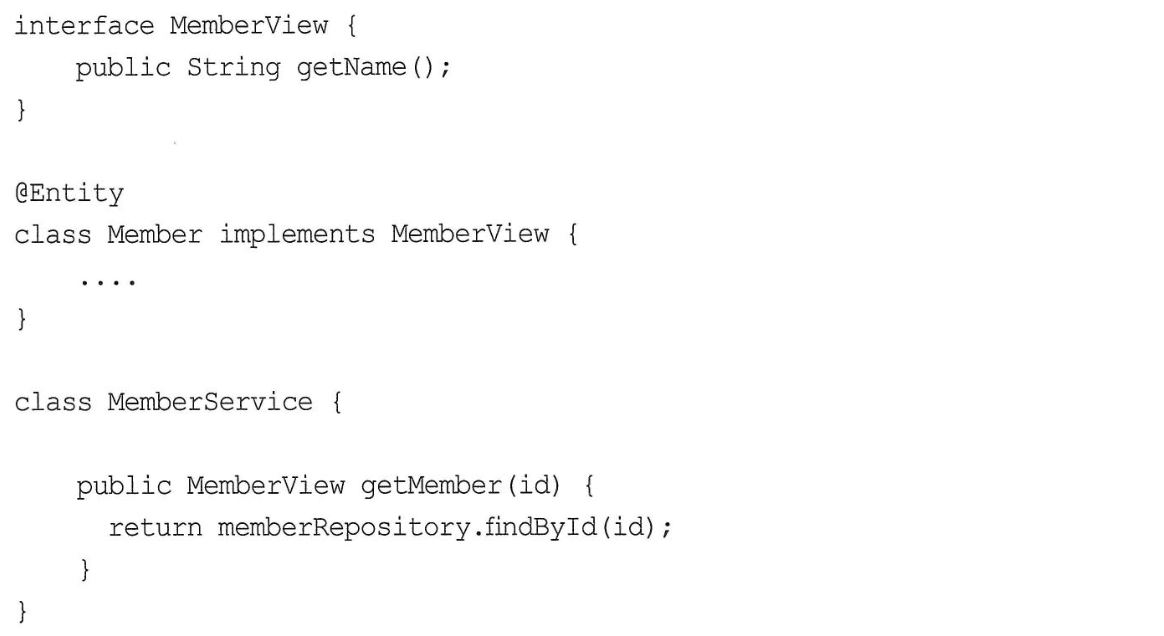 interface MemberView {
    public String getName();
}
@Entity
class Member implements MemberView {
    ....
}
class MemberService {
    public MemberView getMember(id) {
      return memberRepository.findById(id);
    }
}